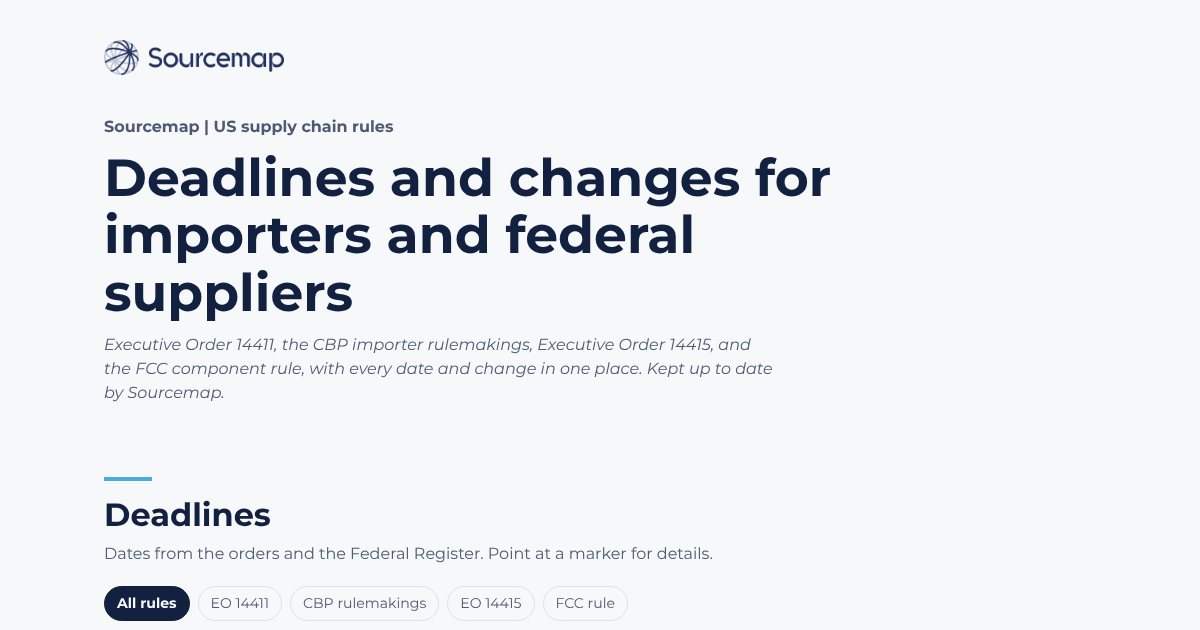 Sourcemap
Sourcemap | US supply chain rules
Deadlines and changes for
importers and federal
suppliers
Executive Order 14411, the CBP importer rulemakings, Executive Order 14415, and
the FCC component rule, with every date and change in one place. Kept up to date
by Sourcemap.
Deadlines
Dates from the orders and the Federal Register. Point at a marker for details.
All rules EO 14411 CBP rulemakings EO 14415 FCC rule